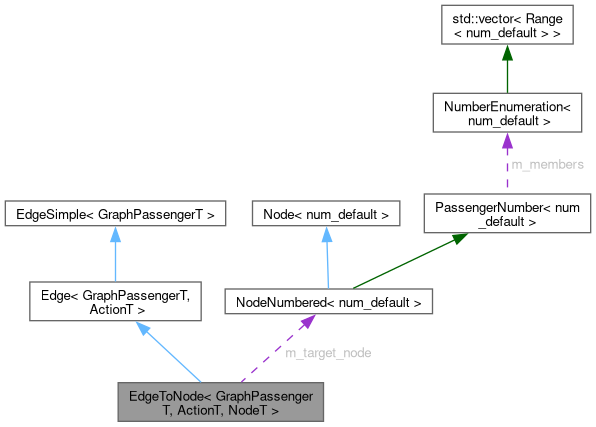 std::vector< Range
< num_default > >
NumberEnumeration<
num_default >
m_members
EdgeSimple< GraphPassengerT >
Node< num_default >
PassengerNumber< num
_default >
Edge< GraphPassengerT,
ActionT >
NodeNumbered< num_default >
m_target_node
EdgeToNode< GraphPassenger
T, ActionT, NodeT >